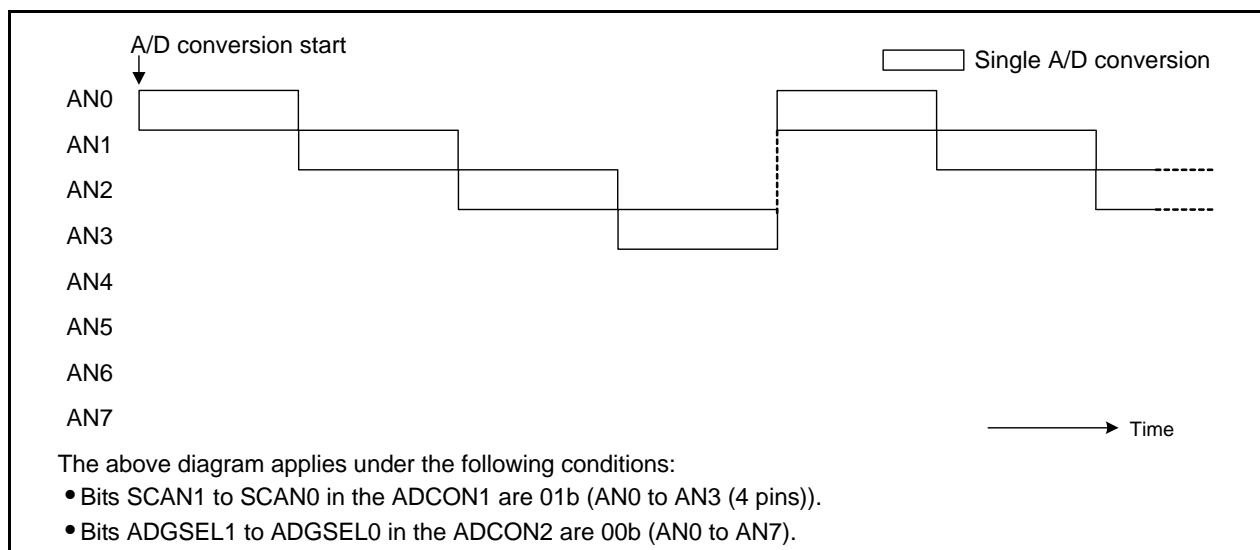 A/D conversion start
Single A/D conversion
AN0
AN1
AN2
AN3
AN4
AN5
AN6
AN7
Time
The above diagram applies under the following conditions:
• Bits SCAN1 to SCAN0 in the ADCON1 are 01b (AN0 to AN3 (4 pins)).
• Bits ADGSEL1 to ADGSEL0 in the ADCON2 are 00b (AN0 to AN7).